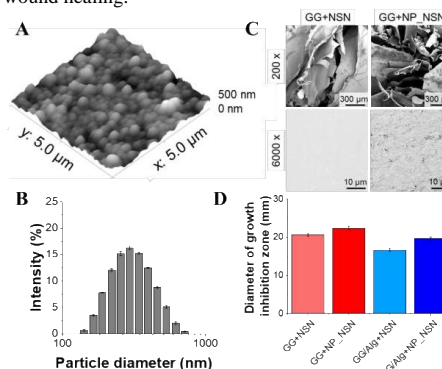 wound healing.
A
500 nm
0 nm
y: 5.0 µm
x: 5.0 µm
C
GG+NSN
GG+NP_NSN
200 x
300 µm
300 µm
6000 x
10 µm
10 µ
B
Intensity (%)
25
20
15
10
5
0
100
1000
Particle diameter (nm)
D
Diameter of growth
inhibition zone (mm)
30
20
10
0
GG+NSN
GG+NP_NSN
GG/Alg+NSN
G/Alg+NP_NSN